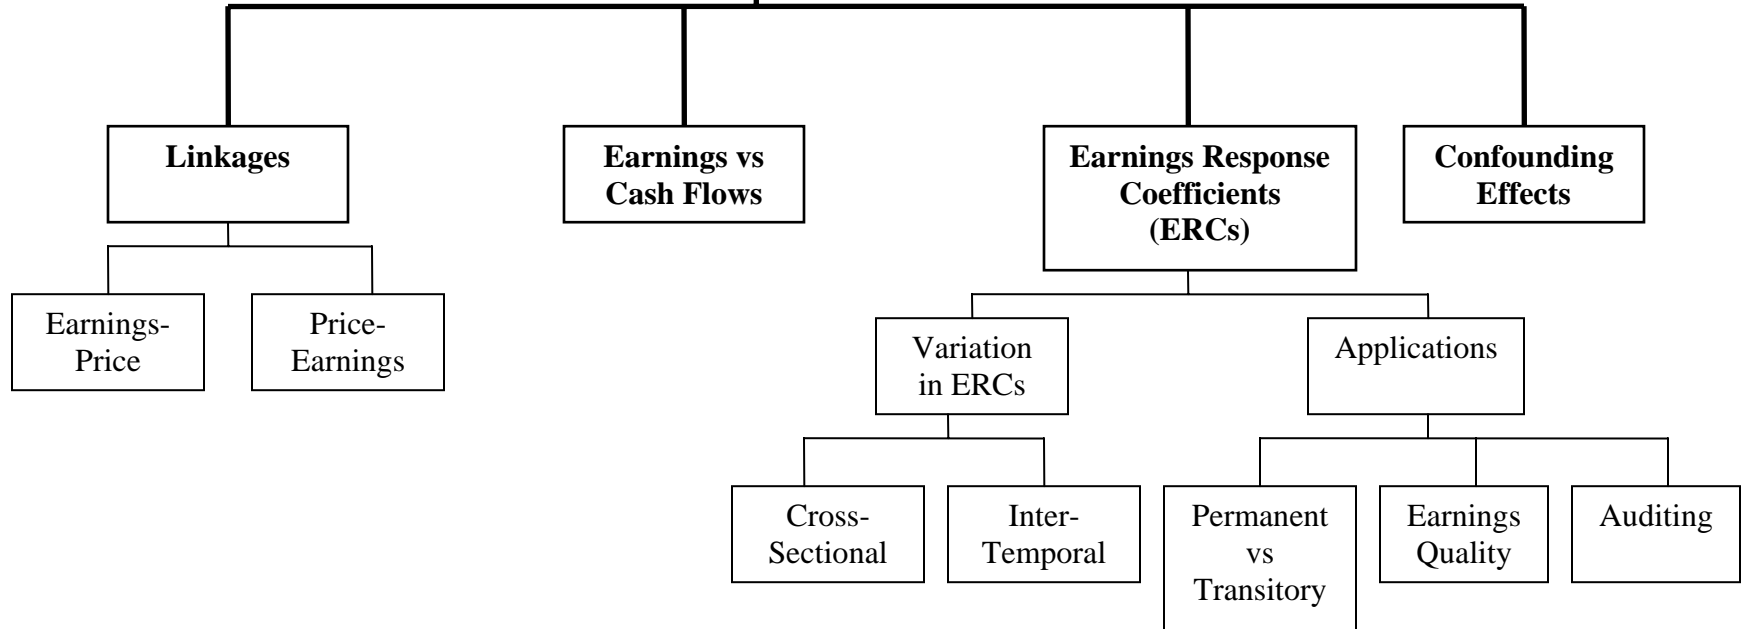 Linkages
Earnings vs
Cash Flows
Earnings Response
Coefficients
(ERCs)
Confounding
Effects
Earnings-
Price
Price-
Earnings
Variation
in ERCs
Applications
Cross-
Sectional
Inter-
Temporal
Permanent
vs
Transitory
Earnings
Quality
Auditing